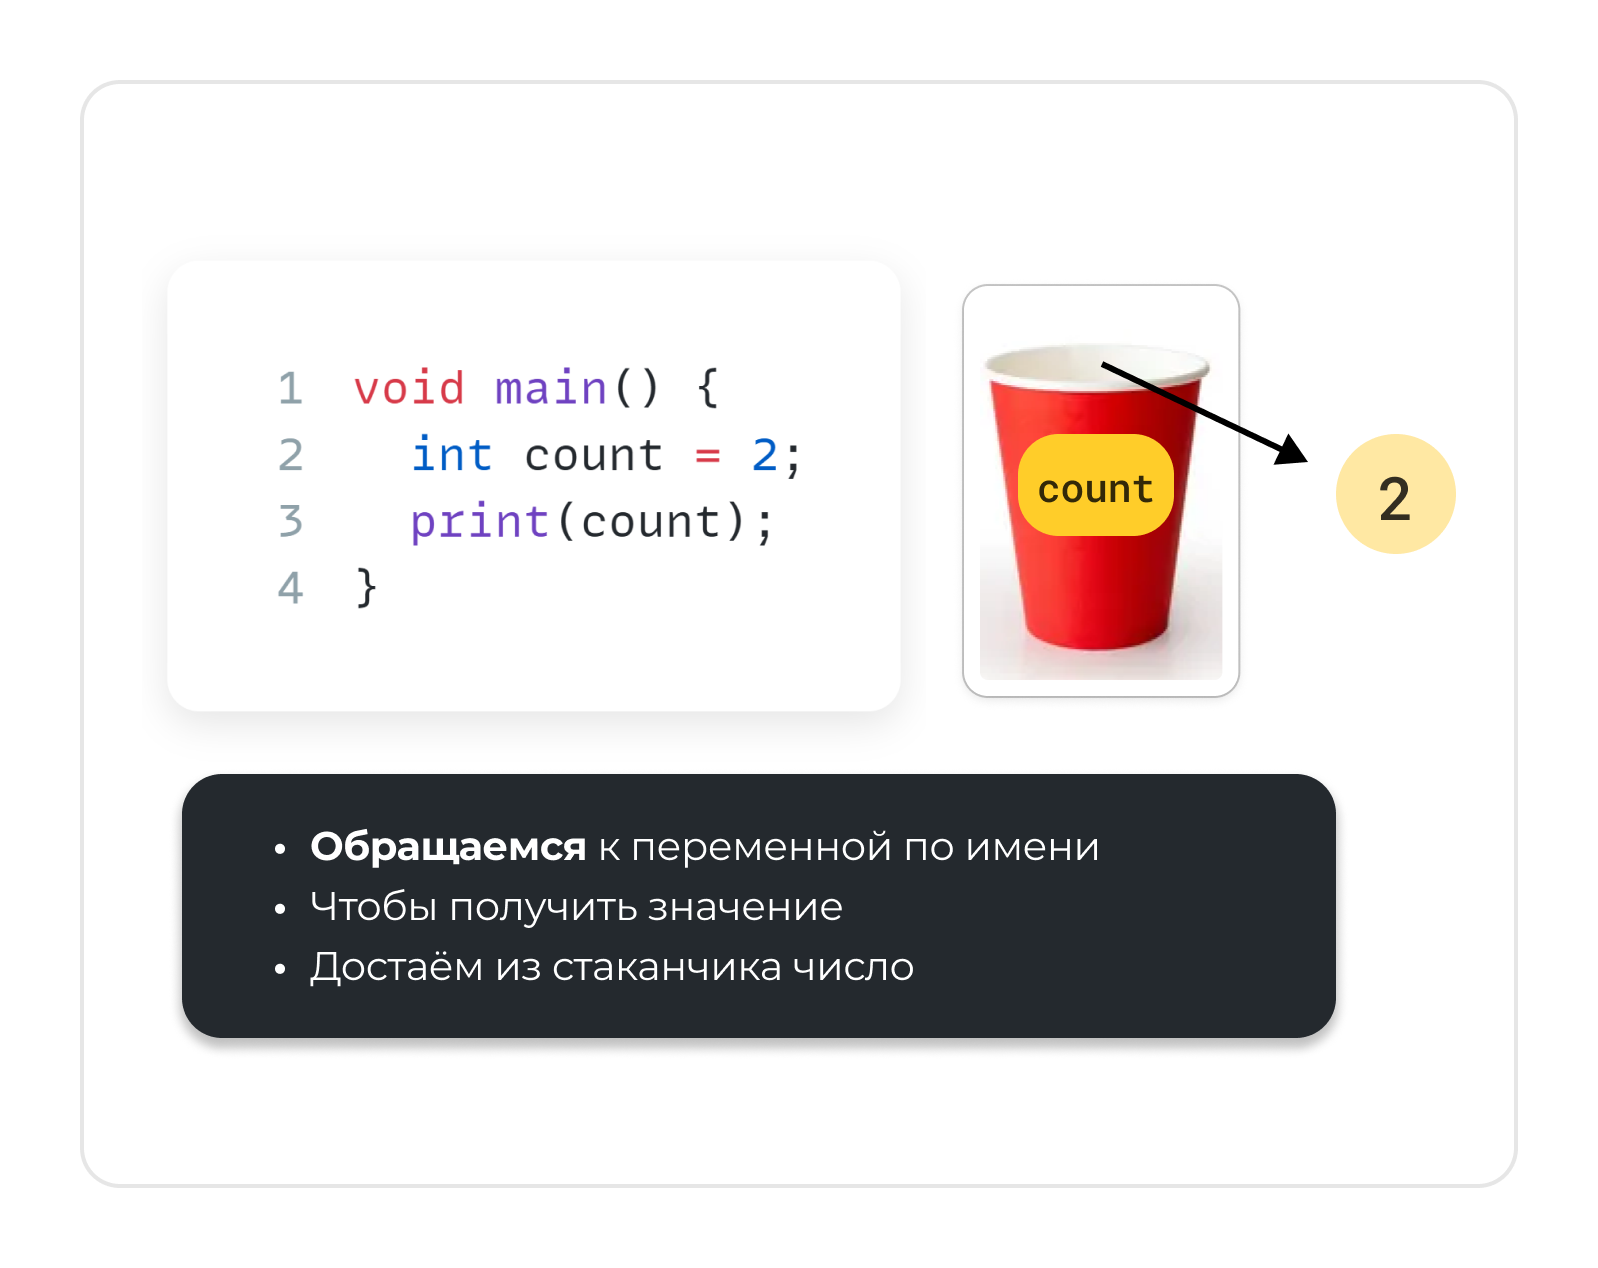 1 void main() {
2   int count = 2;
3   print(count);
4 }
count
2
• Обращаемся к переменной по имени
• Чтобы получить значение
• Достаём из стаканчика число